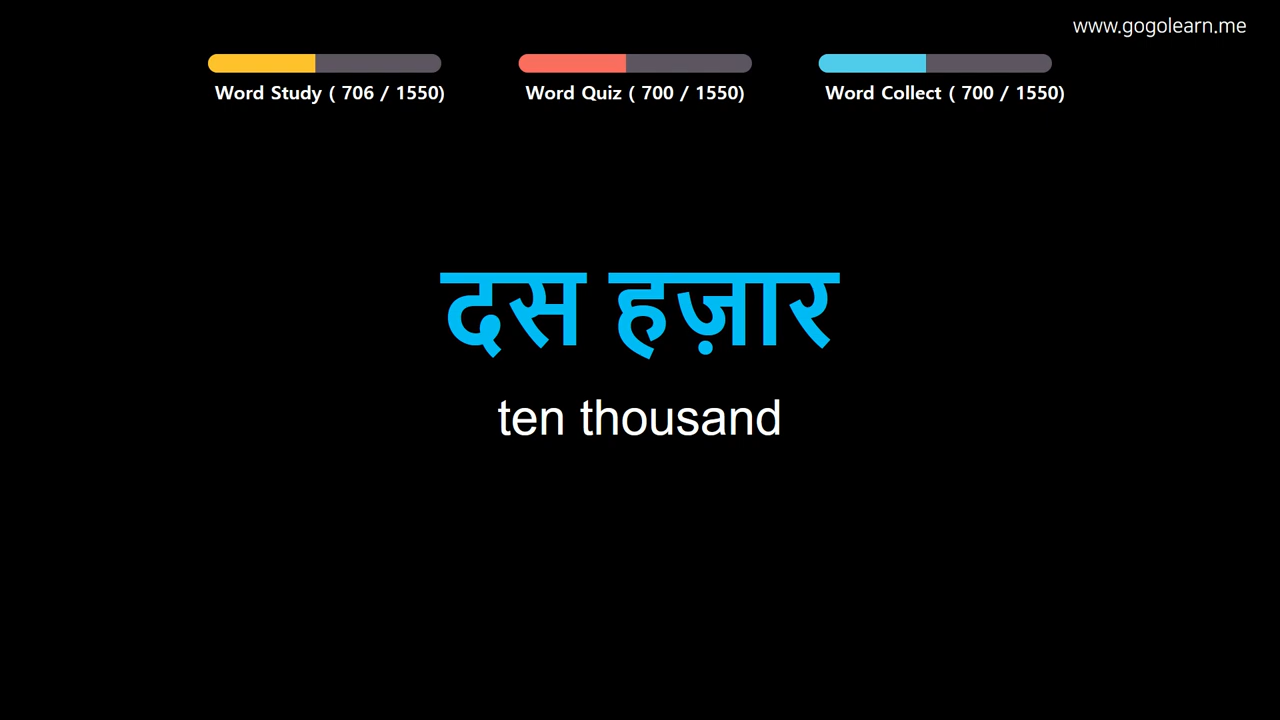 www.gogolearn.me
Word Study ( 706 / 1550)
Word Quiz ( 700 / 1550)
Word Collect ( 700 / 1550)
दस हज़ार
ten thousand